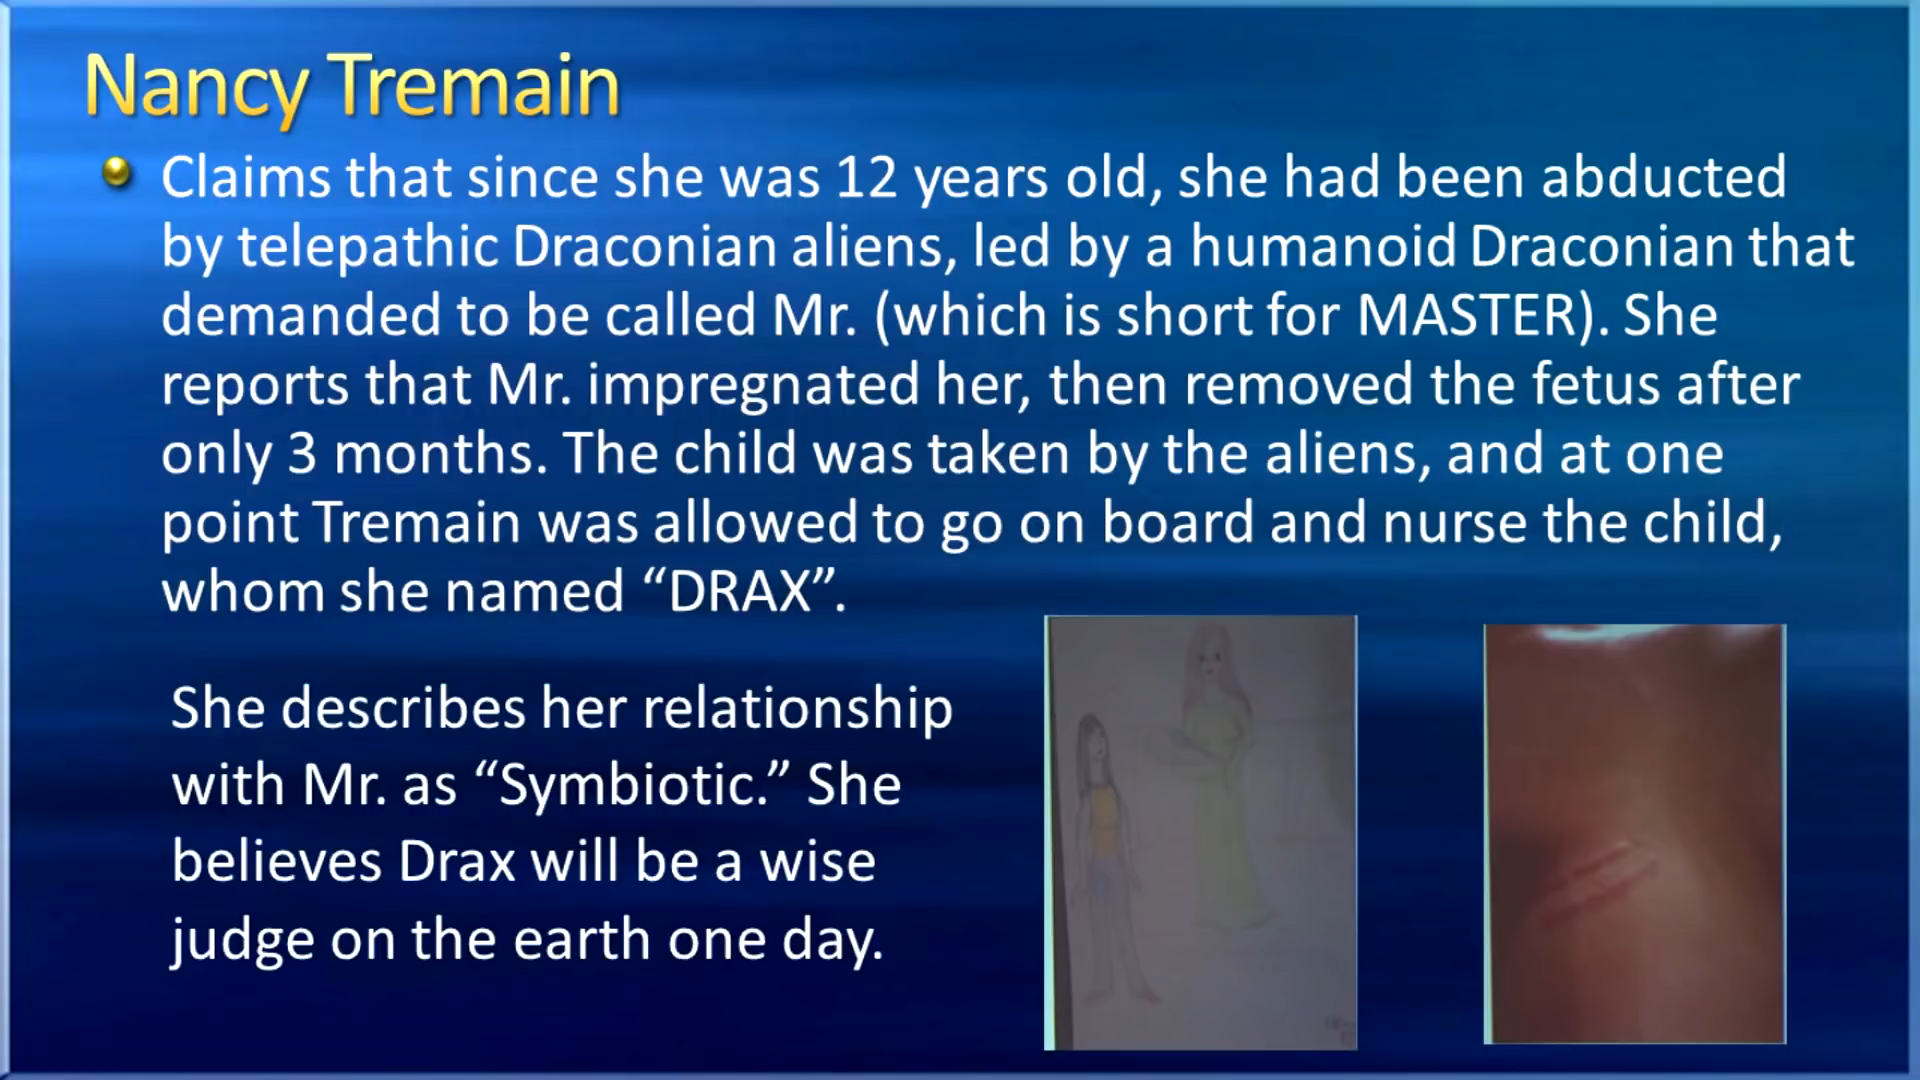 Nancy Tremain
Claims that since she was 12 years old, she had been abducted
by telepathic Draconian aliens, led by a humanoid Draconian that
demanded to be called Mr. (which is short for MASTER). She
reports that Mr. impregnated her, then removed the fetus after
only 3 months. The child was taken by the aliens, and at one
point Tremain was allowed to go on board and nurse the child,
whom she named “DRAX”.
She describes her relationship
with Mr. as “Symbiotic.” She
believes Drax will be a wise
judge on the earth one day.